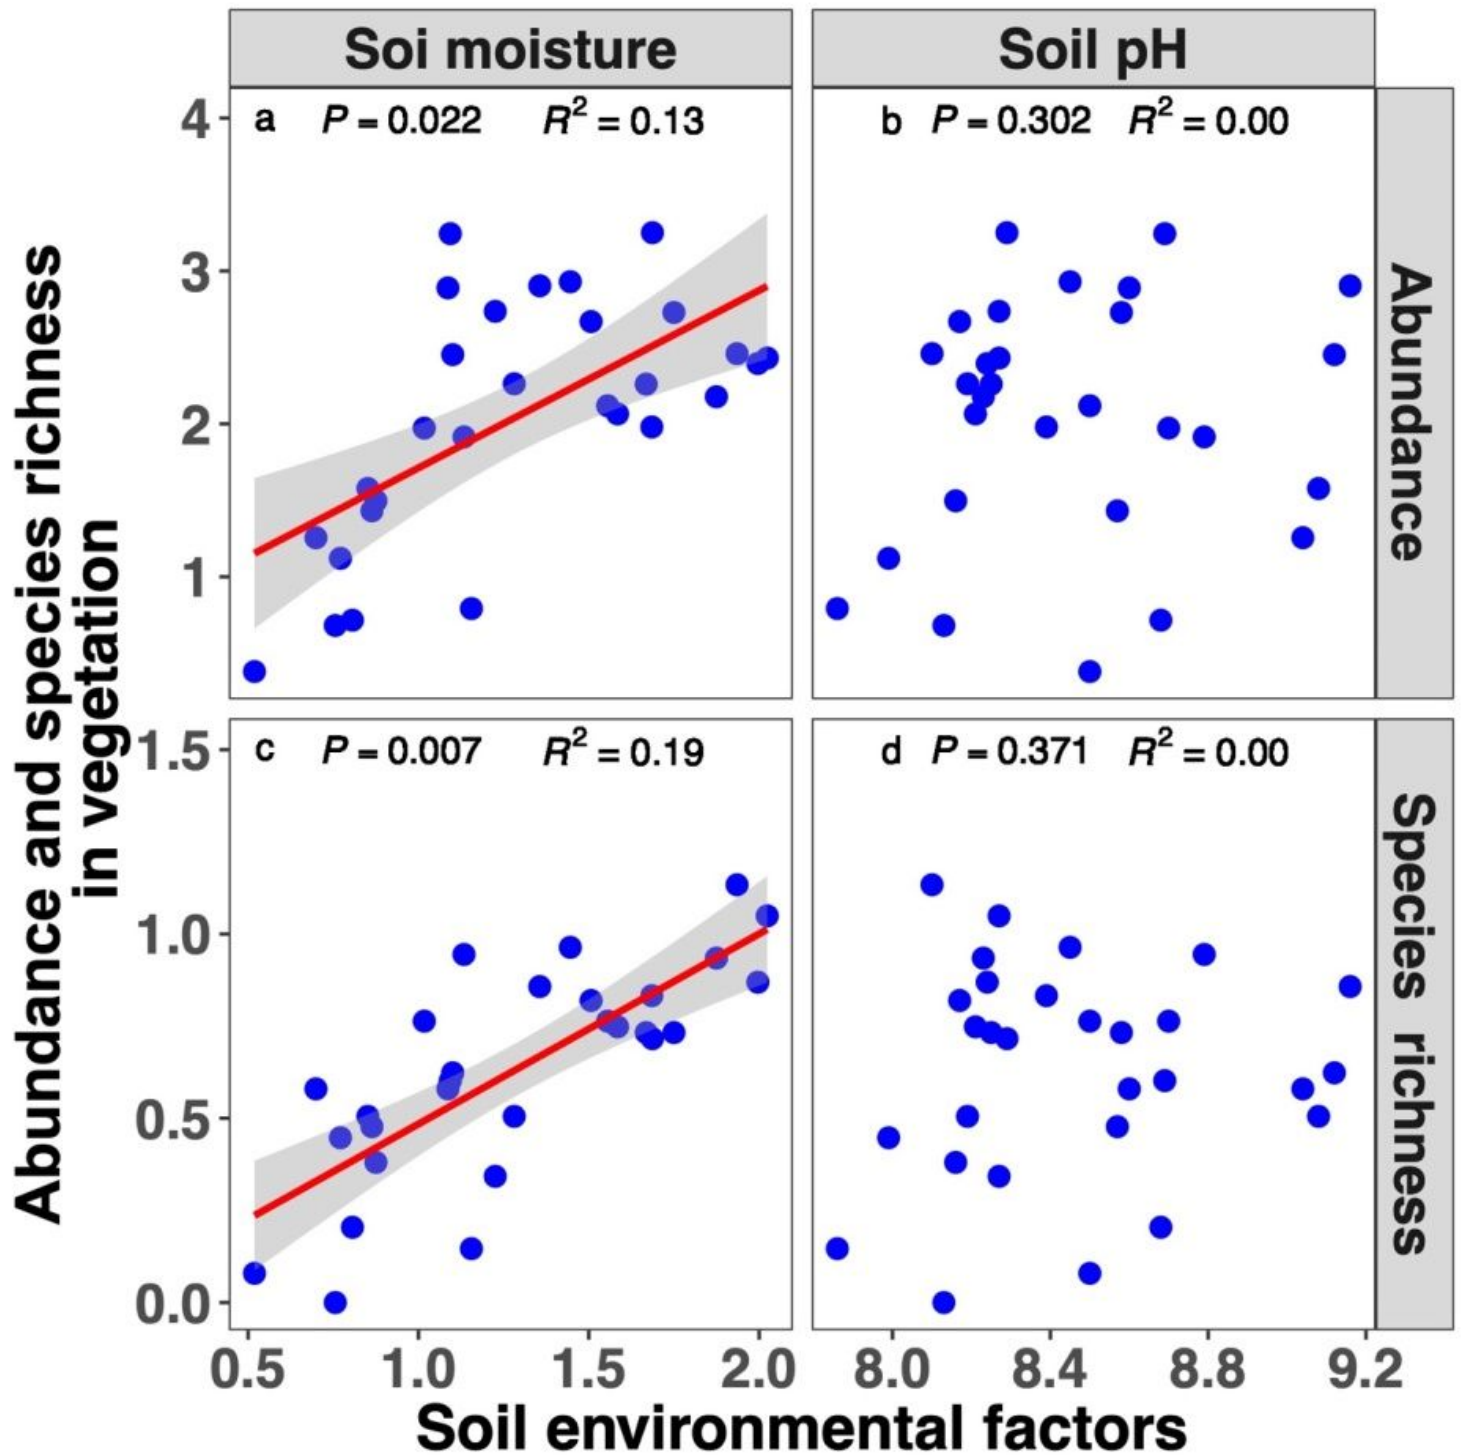 Soi moisture
Soil pH
a P = 0.022 R² = 0.13
b P = 0.302 R² = 0.00
4
3
2
1
Abundance
Abundance and species richness
in vegetation
c P = 0.007 R² = 0.19
d P = 0.371 R² = 0.00
1.5
1.0
0.5
0.0
Species richness
0.5 1.0 1.5 2.0 8.0 8.4 8.8 9.2
Soil environmental factors